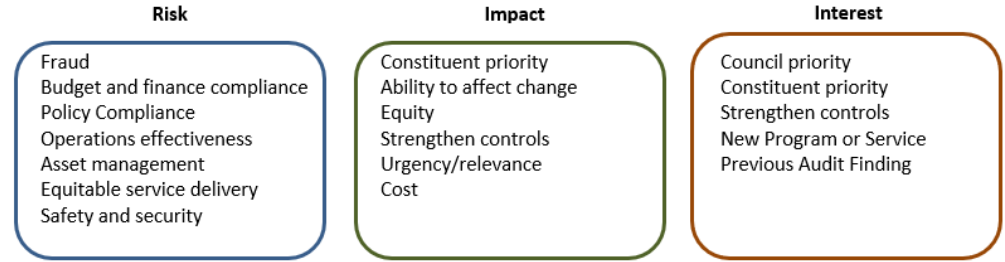 Risk
Fraud
Budget and finance compliance
Policy Compliance
Operations effectiveness
Asset management
Equitable service delivery
Safety and security
Impact
Constituent priority
Ability to affect change
Equity
Strengthen controls
Urgency/relevance
Cost
Interest
Council priority
Constituent priority
Strengthen controls
New Program or Service
Previous Audit Finding